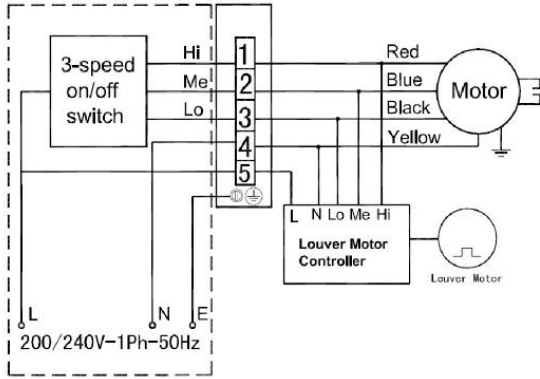 3-speed
on/off
switch
Hi
Me
Lo
1
2
3
4
5
Red
Blue
Black
Yellow
Motor
L N Lo Me Hi
Louver Motor
Controller
Louver Motor
L
N
E
200/240V-1Ph-50Hz